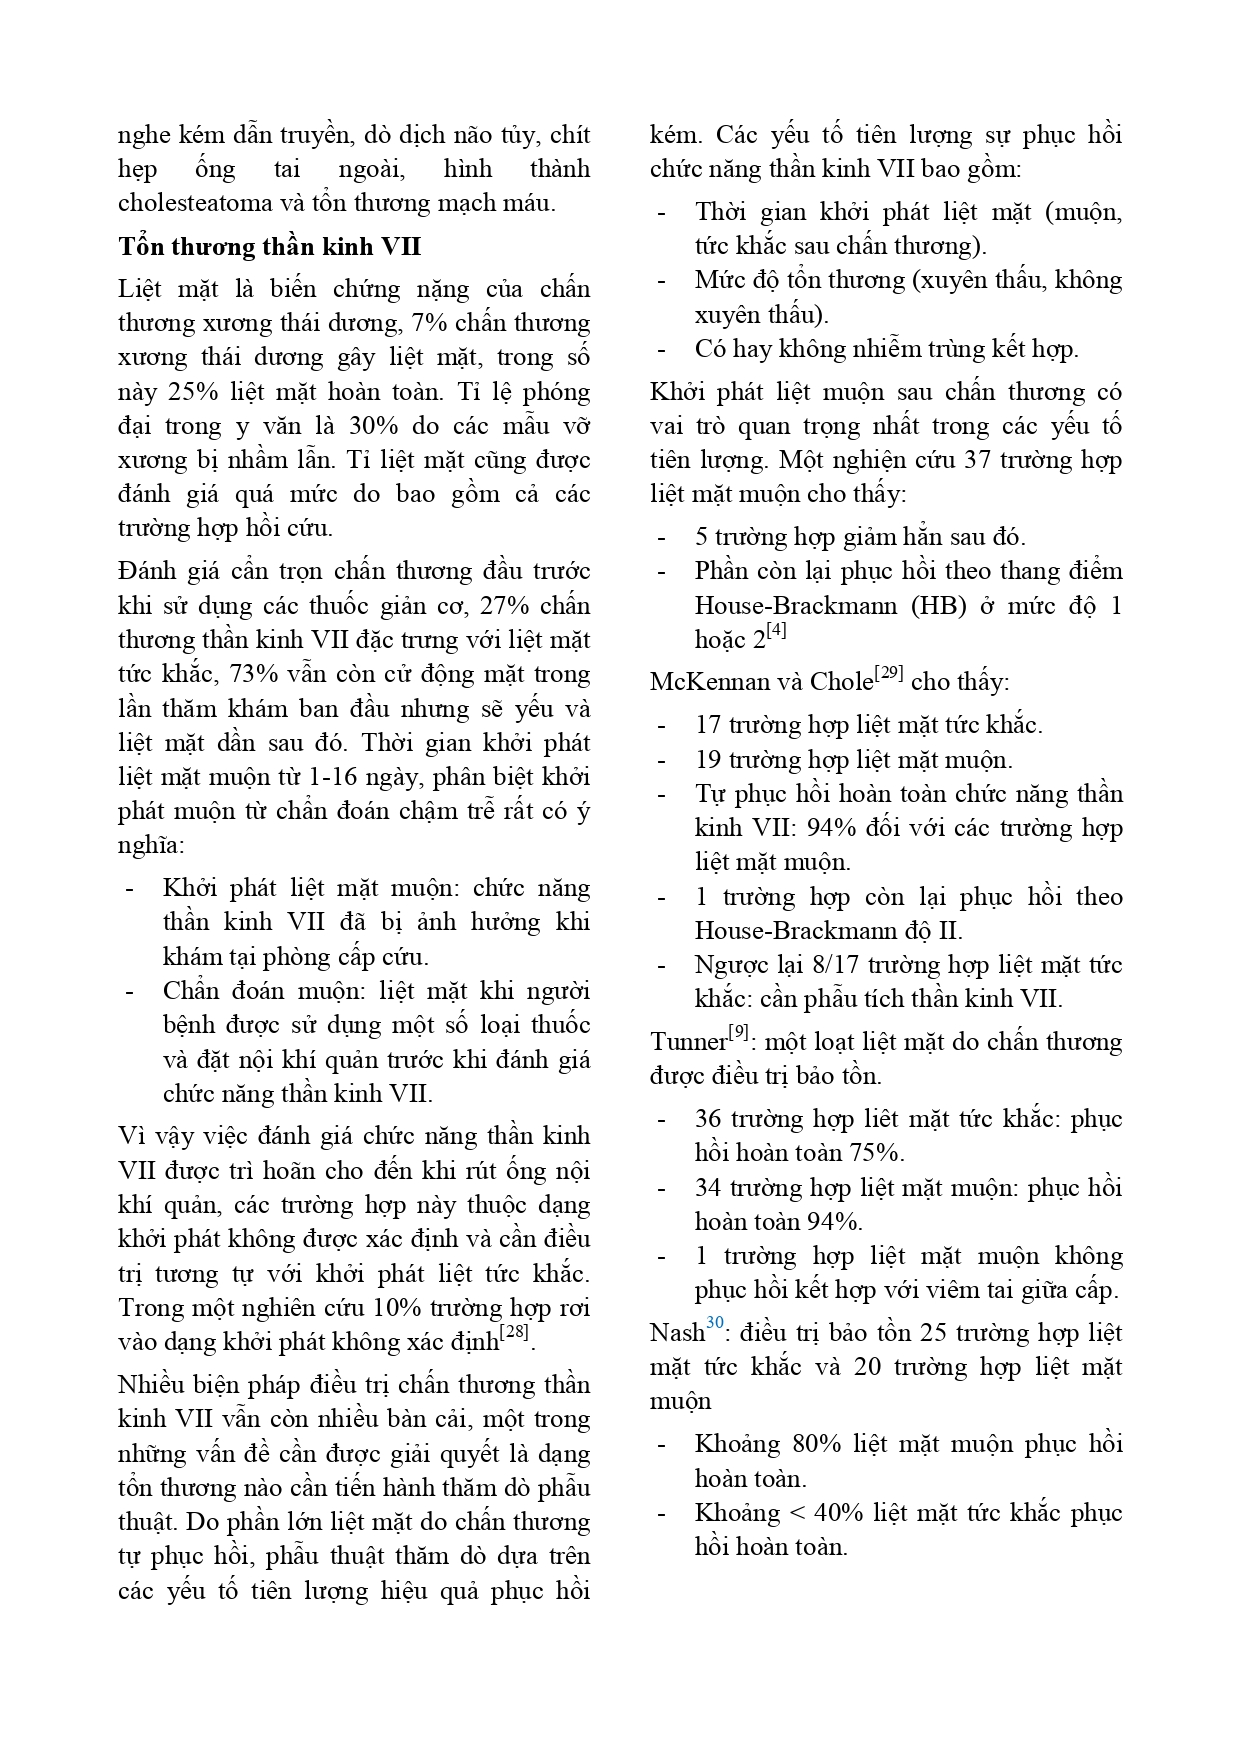 nghe kém dẫn truyền, dò dịch não tủy, chít
hẹp ống tai ngoài, hình thành
cholesteatoma và tổn thương mạch máu.
Tổn thương thần kinh VII
Liệt mặt là biến chứng nặng của chấn
thương xương thái dương, 7% chấn thương
xương thái dương gây liệt mặt, trong số
này 25% liệt mặt hoàn toàn. Tỉ lệ phóng
đại trong y văn là 30% do các mẫu vỡ
xương bị nhầm lẫn. Tỉ liệt mặt cũng được
đánh giá quá mức do bao gồm cả các
trường hợp hồi cứu.
Đánh giá cẩn trọn chấn thương đầu trước
khi sử dụng các thuốc giản cơ, 27% chấn
thương thần kinh VII đặc trưng với liệt mặt
tức khắc, 73% vẫn còn cử động mặt trong
lần thăm khám ban đầu nhưng sẽ yếu và
liệt mặt dần sau đó. Thời gian khởi phát
liệt mặt muộn từ 1-16 ngày, phân biệt khởi
phát muộn từ chẩn đoán chậm trễ rất có ý
nghĩa:
- Khởi phát liệt mặt muộn: chức năng
thần kinh VII đã bị ảnh hưởng khi
khám tại phòng cấp cứu.
- Chẩn đoán muộn: liệt mặt khi người
bệnh được sử dụng một số loại thuốc
và đặt nội khí quản trước khi đánh giá
chức năng thần kinh VII.
Vì vậy việc đánh giá chức năng thần kinh
VII được trì hoãn cho đến khi rút ống nội
khí quản, các trường hợp này thuộc dạng
khởi phát không được xác định và cần điều
trị tương tự với khởi phát liệt tức khắc.
Trong một nghiên cứu 10% trường hợp rơi
vào dạng khởi phát không xác định[28].
Nhiều biện pháp điều trị chấn thương thần
kinh VII vẫn còn nhiều bàn cải, một trong
những vấn đề cần được giải quyết là dạng
tổn thương nào cần tiến hành thăm dò phẫu
thuật. Do phần lớn liệt mặt do chấn thương
tự phục hồi, phẫu thuật thăm dò dựa trên
các yếu tố tiên lượng hiệu quả phục hồi
kém. Các yếu tố tiên lượng sự phục hồi
chức năng thần kinh VII bao gồm:
- Thời gian khởi phát liệt mặt (muộn,
tức khắc sau chấn thương).
- Mức độ tổn thương (xuyên thấu, không
xuyên thấu).
- Có hay không nhiễm trùng kết hợp.
Khởi phát liệt muộn sau chấn thương có
vai trò quan trọng nhất trong các yếu tố
tiên lượng. Một nghiện cứu 37 trường hợp
liệt mặt muộn cho thấy:
- 5 trường hợp giảm hẳn sau đó.
- Phần còn lại phục hồi theo thang điểm
House-Brackmann (HB) ở mức độ 1
hoặc 2[4]
McKennan và Chole[29] cho thấy:
- 17 trường hợp liệt mặt tức khắc.
- 19 trường hợp liệt mặt muộn.
- Tự phục hồi hoàn toàn chức năng thần
kinh VII: 94% đối với các trường hợp
liệt mặt muộn.
- 1 trường hợp còn lại phục hồi theo
House-Brackmann độ II.
- Ngược lại 8/17 trường hợp liệt mặt tức
khắc: cần phẫu tích thần kinh VII.
Tunner[9]: một loạt liệt mặt do chấn thương
được điều trị bảo tồn.
- 36 trường hợp liêt mặt tức khắc: phục
hồi hoàn toàn 75%.
- 34 trường hợp liệt mặt muộn: phục hồi
hoàn toàn 94%.
- 1 trường hợp liệt mặt muộn không
phục hồi kết hợp với viêm tai giữa cấp.
Nash30: điều trị bảo tồn 25 trường hợp liệt
mặt tức khắc và 20 trường hợp liệt mặt
muộn
- Khoảng 80% liệt mặt muộn phục hồi
hoàn toàn.
- Khoảng < 40% liệt mặt tức khắc phục
hồi hoàn toàn.